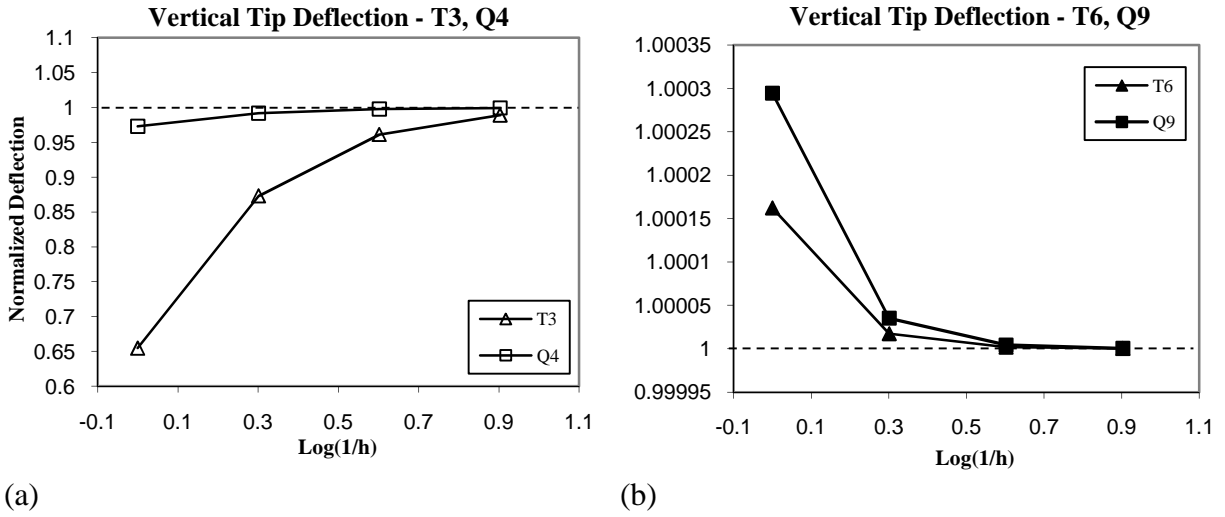 Vertical Tip Deflection - T3, Q4
1.1
1.05
1
0.95
0.9
0.85
0.8
0.75
0.7
0.65
0.6
Normalized Deflection
T3
Q4
-0.1 0.1 0.3 0.5 0.7 0.9 1.1
Log(1/h)
(a)
Vertical Tip Deflection - T6, Q9
1.00035
1.0003
1.00025
1.0002
1.00015
1.0001
1.00005
1
0.99995
T6
Q9
-0.1 0.1 0.3 0.5 0.7 0.9 1.1
Log(1/h)
(b)